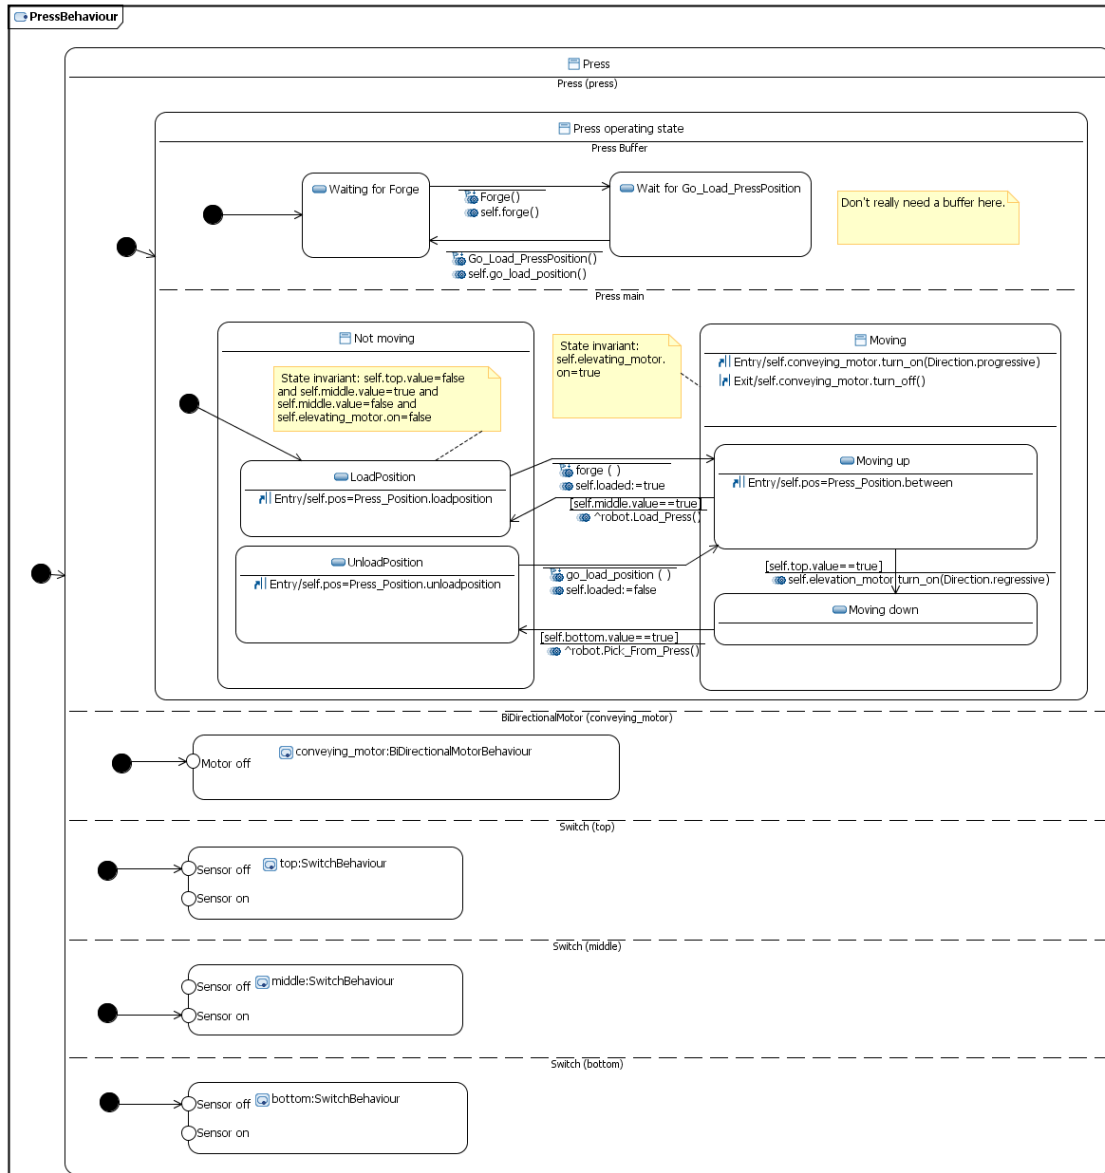 PressBehaviour
Press
Press (press)
Press operating state
Press Buffer
Waiting for Forge
Forge()
self.forge()
Wait for Go_Load_PressPosition
Don't really need a buffer here.
Go_Load_PressPosition()
self.go_load_position()
Press main
Not moving
State invariant: self.top.value=false
and self.middle.value=true and
self.middle.value=false and
self.elevating_motor.on=false
State invariant:
self.elevating_motor.
on=true
Moving
Entry/self.conveying_motor.turn_on(Direction.progressive)
Exit/self.conveying_motor.turn_off()
LoadPosition
Entry/self.pos=Press_Position.loadposition
forge ( )
self.loaded:=true
[self.middle.value==true]
^robot.Load_Press()
Moving up
Entry/self.pos=Press_Position.between
UnloadPosition
Entry/self.pos=Press_Position.unloadposition
go_load_position ( )
self.loaded:=false
[self.top.value==true]
self.elevation_motor.turn_on(Direction.regressive)
Moving down
[self.bottom.value==true]
^robot.Pick_From_Press()
BiDirectionalMotor (conveying_motor)
Motor off
conveying_motor:BiDirectionalMotorBehaviour
Switch (top)
Sensor off
top:SwitchBehaviour
Sensor on
Switch (middle)
Sensor off
middle:SwitchBehaviour
Sensor on
Switch (bottom)
Sensor off
bottom:SwitchBehaviour
Sensor on